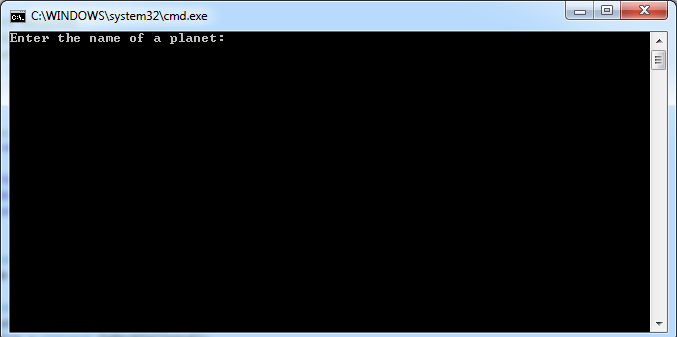 C:\WINDOWS\system32\cmd.exe
Enter the name of a planet: